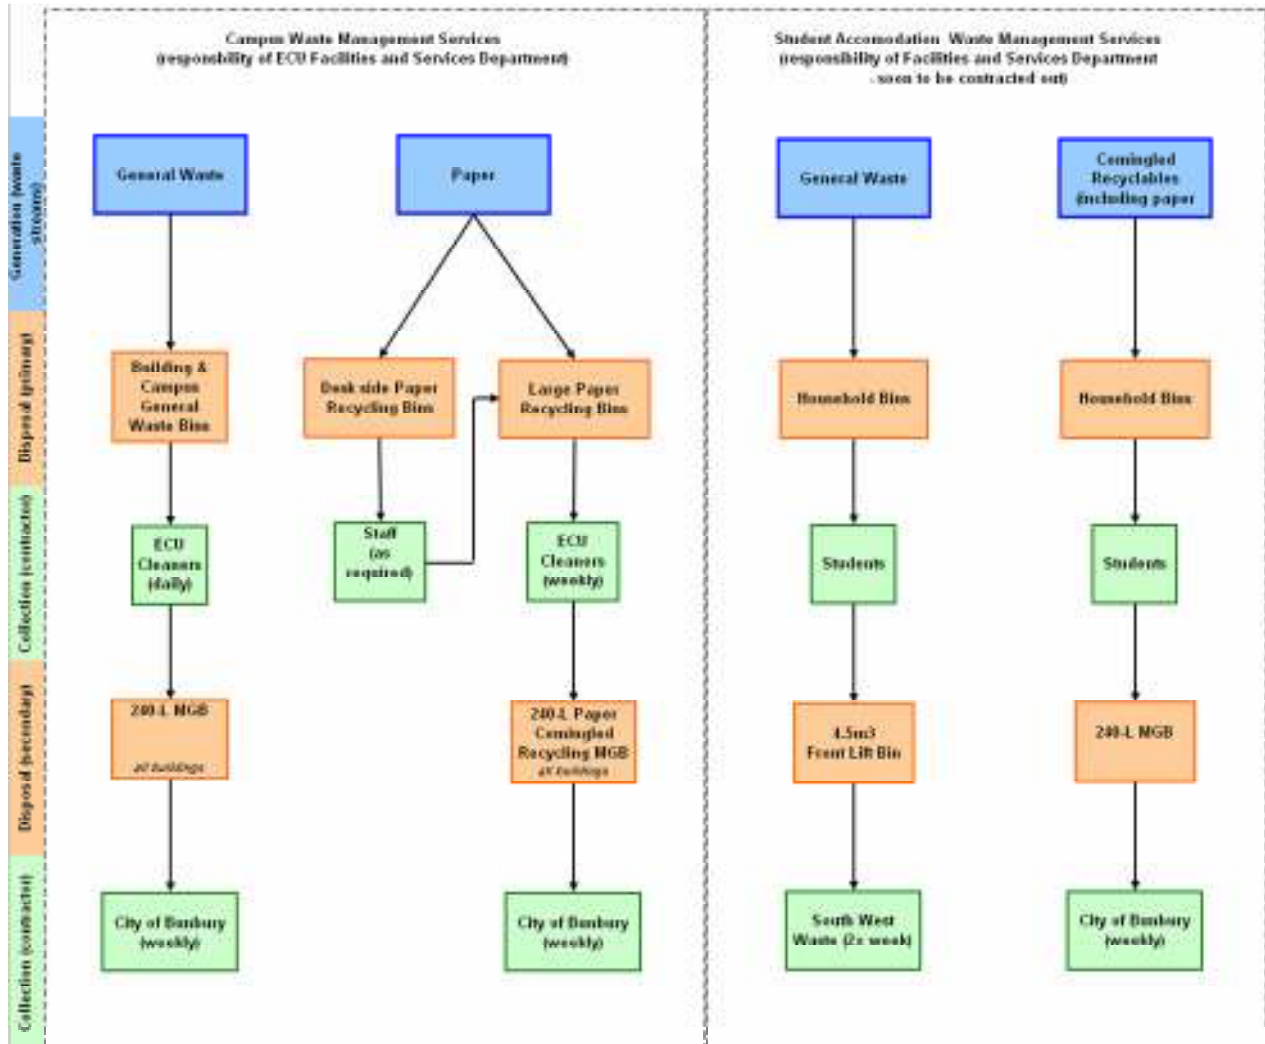 Campus Waste Management Services
(responsbility of ECU Facilities and Services Department)
Student Accomodation Waste Management Services
(responsibility of Facilities and Services Department
- soon to be contracted out)
Generation (waste
streams)
General Waste
Paper
General Waste
Comingled
Recyclables
(including paper
Disposal (primary)
Building &
Campus
General
Waste Bins
Desk side Paper
Recycling Bins
Large Paper
Recycling Bins
Household Bins
Household Bins
Collection (contractor)
ECU
Cleaners
(daily)
Staff
(as
required)
ECU
Cleaners
(weekly)
Students
Students
Disposal (secondary)
240-L MGB
all buildings
240-L Paper
Comingled
Recycling MGB
all buildings
4.5m3
Front Lift Bin
240-L MGB
Collection (contractor)
City of Bunbury
(weekly)
City of Bunbury
(weekly)
South West
Waste (2x week)
City of Bunbury
(weekly)